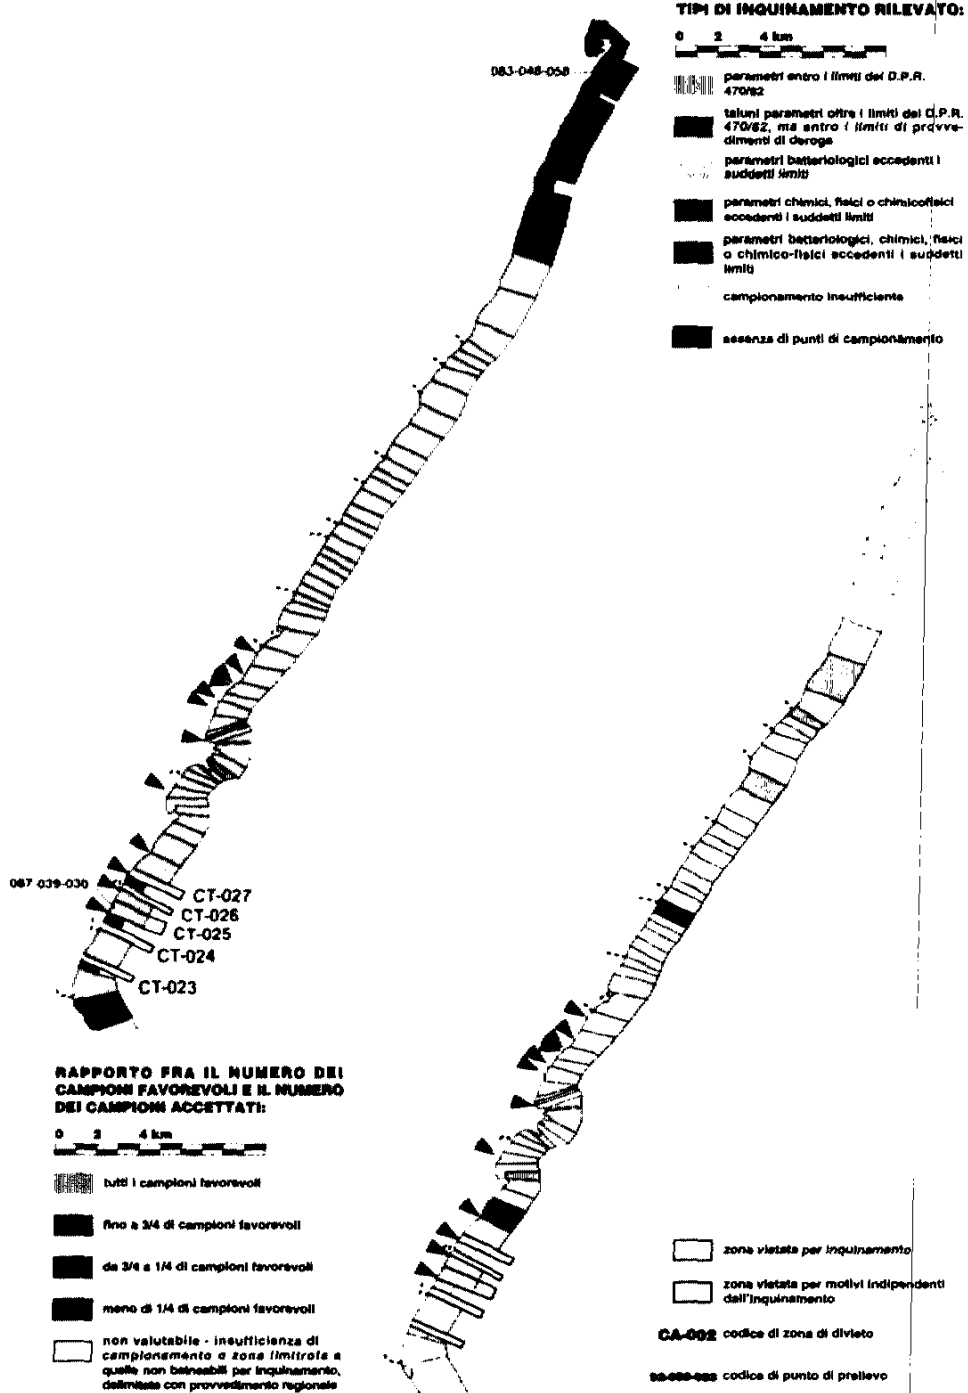 TIPI DI INQUINAMENTO RILEVATO:
0 2 4 km
parametri entro i limiti del D.P.R.
470/82
taluni parametri oltre i limiti del D.P.R.
470/82, ma entro i limiti di provve-
dimenti di deroga
parametri batteriologici eccedenti i
suddetti limiti
parametri chimici, fisici o chimicofisici
eccedenti i suddetti limiti
parametri batteriologici, chimici, fisici
o chimico-fisici eccedenti i suddetti
limiti
campionamento insufficiente
assenza di punti di campionamento
083-048-058
087-039-030
CT-027
CT-026
CT-025
CT-024
CT-023
RAPPORTO FRA IL NUMERO DEI
CAMPIONI FAVOREVOLI E IL NUMERO
DEI CAMPIONI ACCETTATI:
0 2 4 km
tutti i campioni favorevoli
fino a 3/4 di campioni favorevoli
da 3/4 a 1/4 di campioni favorevoli
meno di 1/4 di campioni favorevoli
non valutabile - insufficienza di
campionamento o zona limitrofa a
quelle non balneabili per inquinamento,
delimitate con provvedimento regionale
zona vietata per inquinamento
zona vietata per motivi indipendenti
dall'inquinamento
CA-002 codice di zona di divieto
codice di punto di prelievo